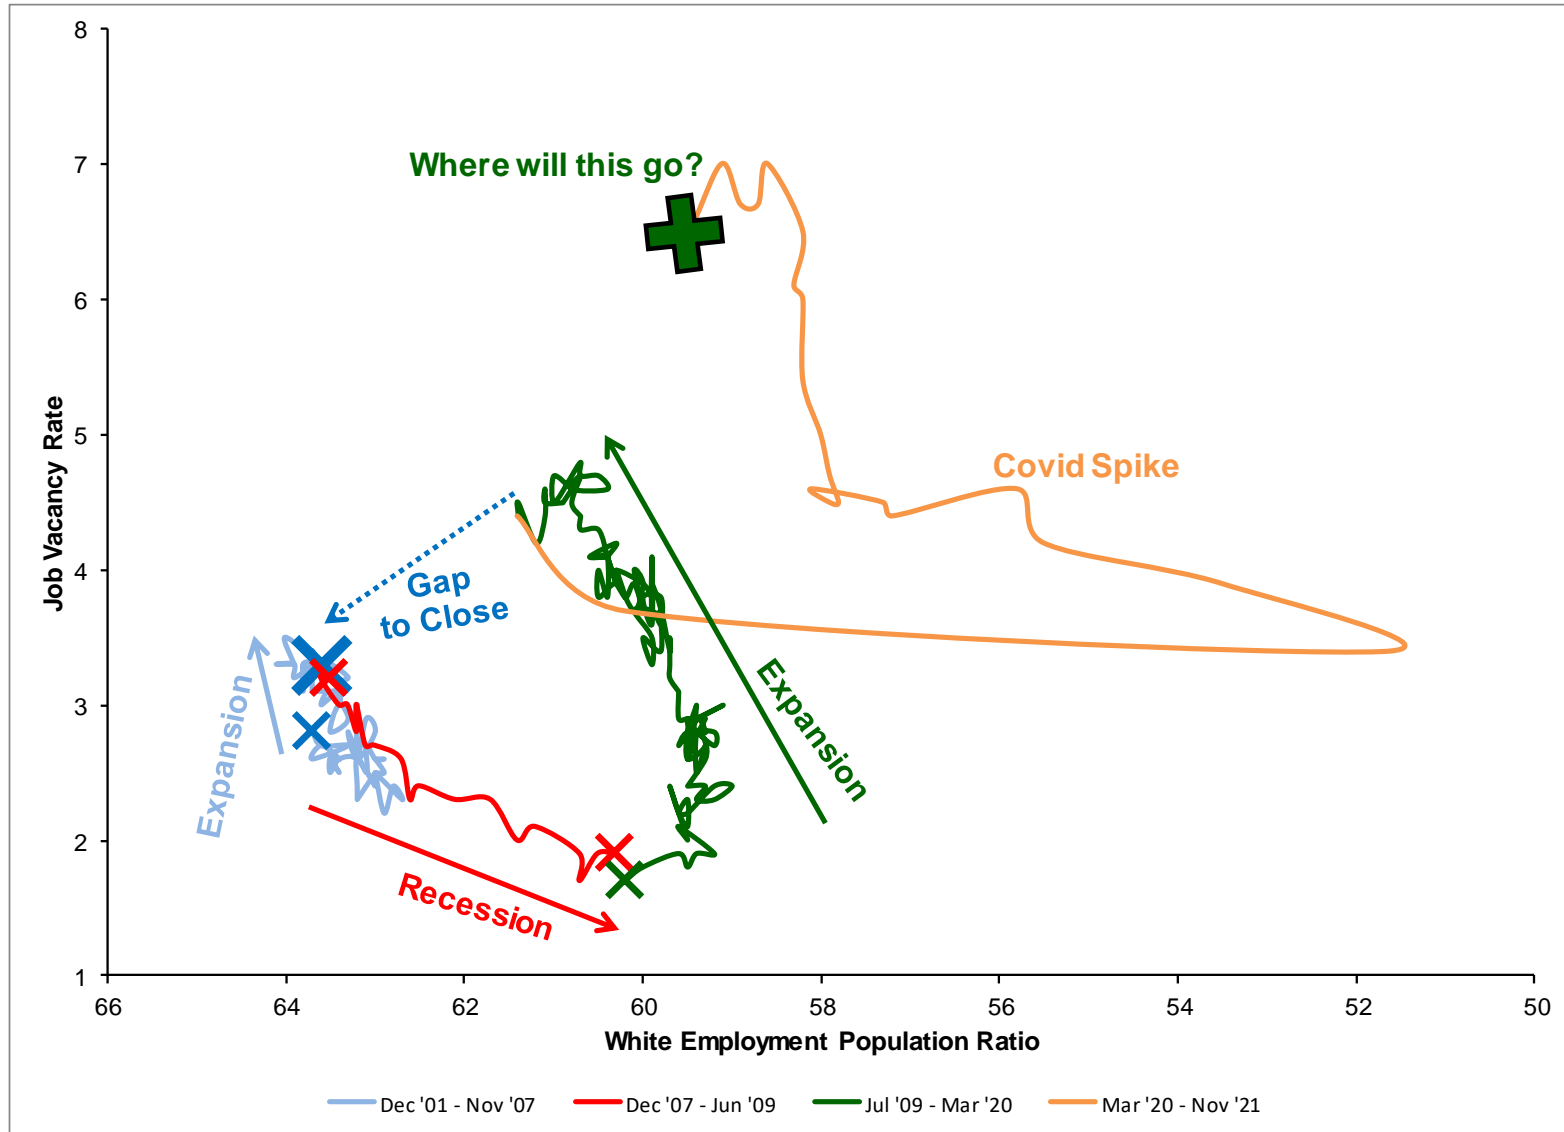 8
7
6
5
4
3
2
1
Job Vacancy Rate
Where will this go?
Covid Spike
Gap
to Close
Expansion
Expansion
Recession
66 64 62 60 58 56 54 52 50
White Employment Population Ratio
Dec '01 - Nov '07 Dec '07 - Jun '09 Jul '09 - Mar '20 Mar '20 - Nov '21